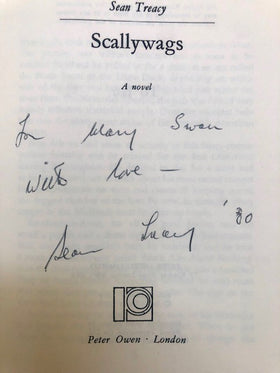 Sean Treacy
Scallywags
A novel
For Mary Swan
with love —
Sean Treacy '80
Peter Owen · London